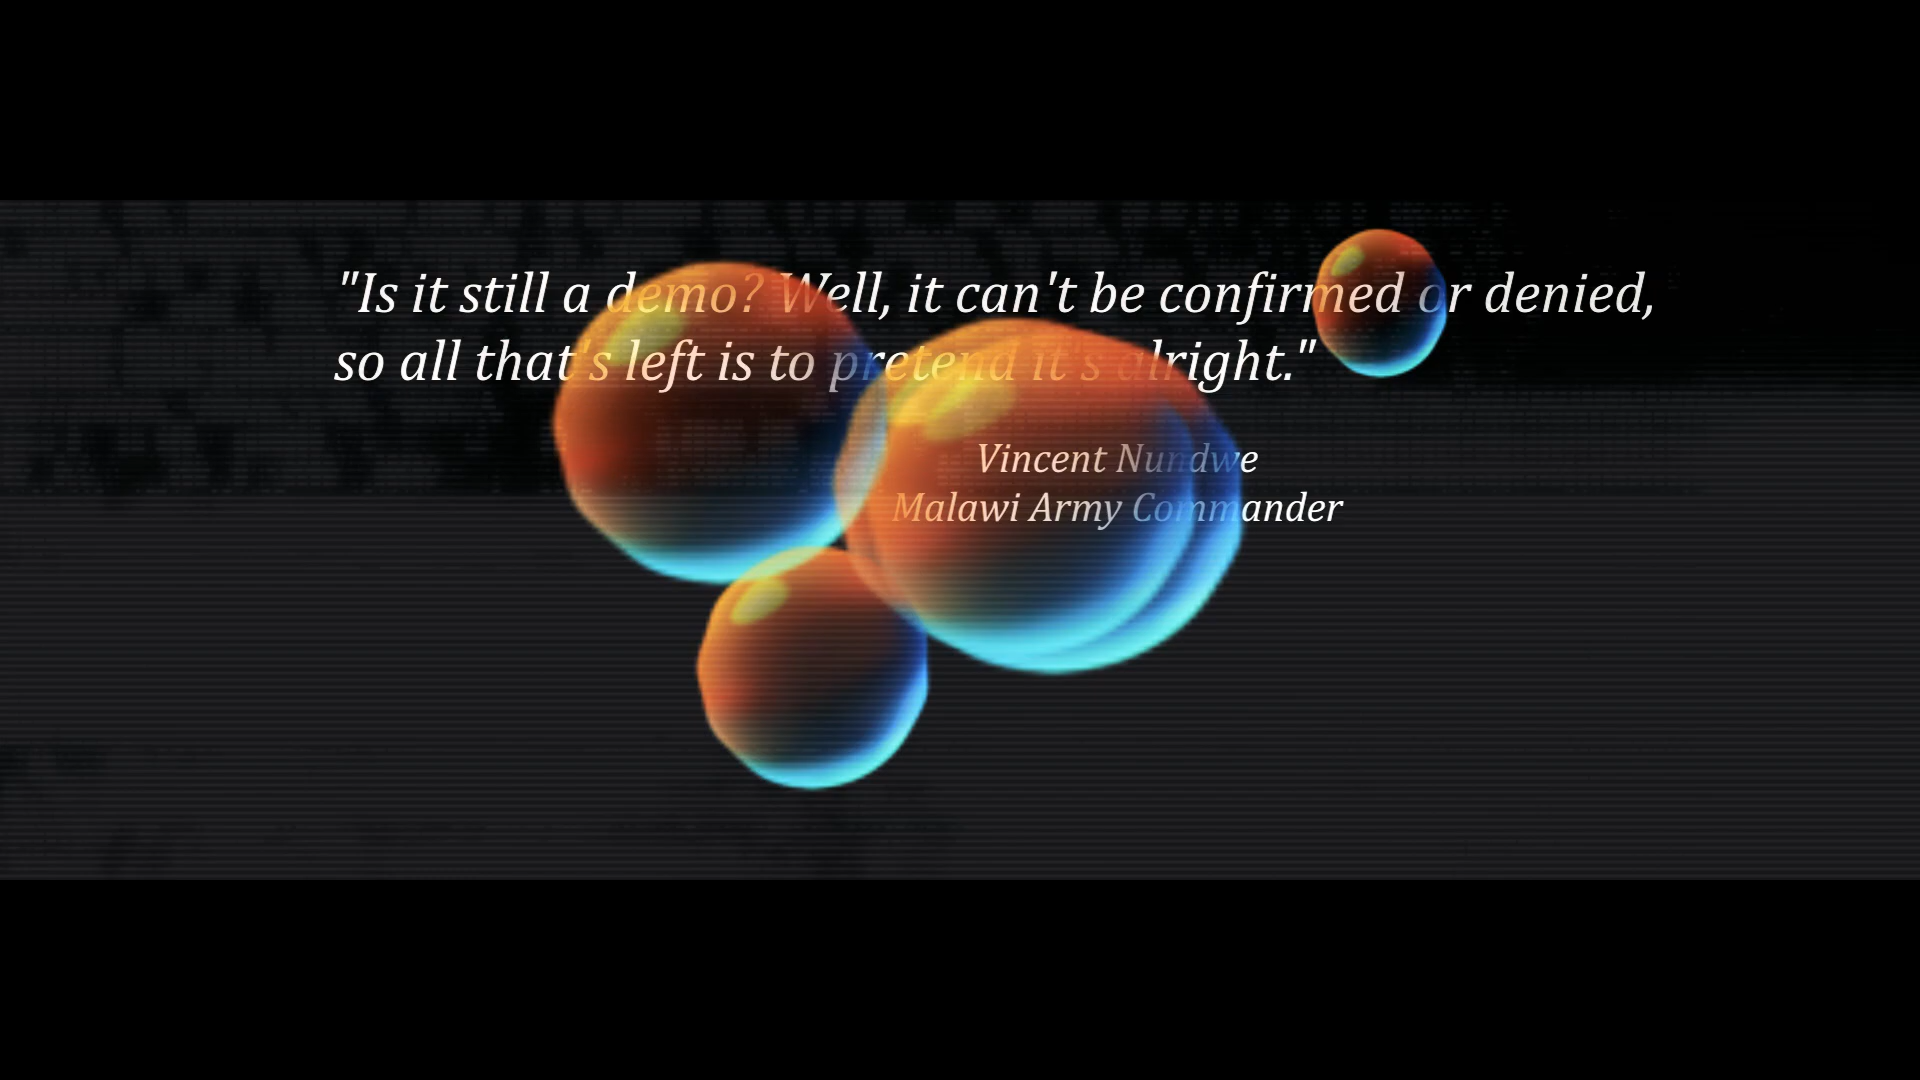 "Is it still a demo? Well, it can't be confirmed or denied,
so all that's left is to pretend it's alright."
Vincent Nundwe
Malawi Army Commander